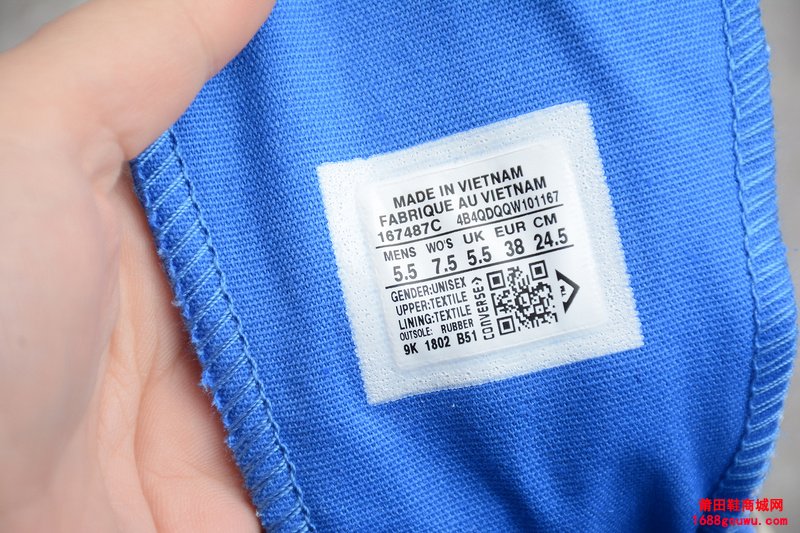 MADE IN VIETNAM
FABRIQUE AU VIETNAM
167487C 4B4QDQQW101167
MENS WO'S UK EUR CM
5.5 7.5 5.5 38 24.5
GENDER:UNISEX
UPPER:TEXTILE
LINING:TEXTILE
OUTSOLE: RUBBER
9K 1802 B51
CONVERSE
莆田鞋商城网
1688gouwu.com